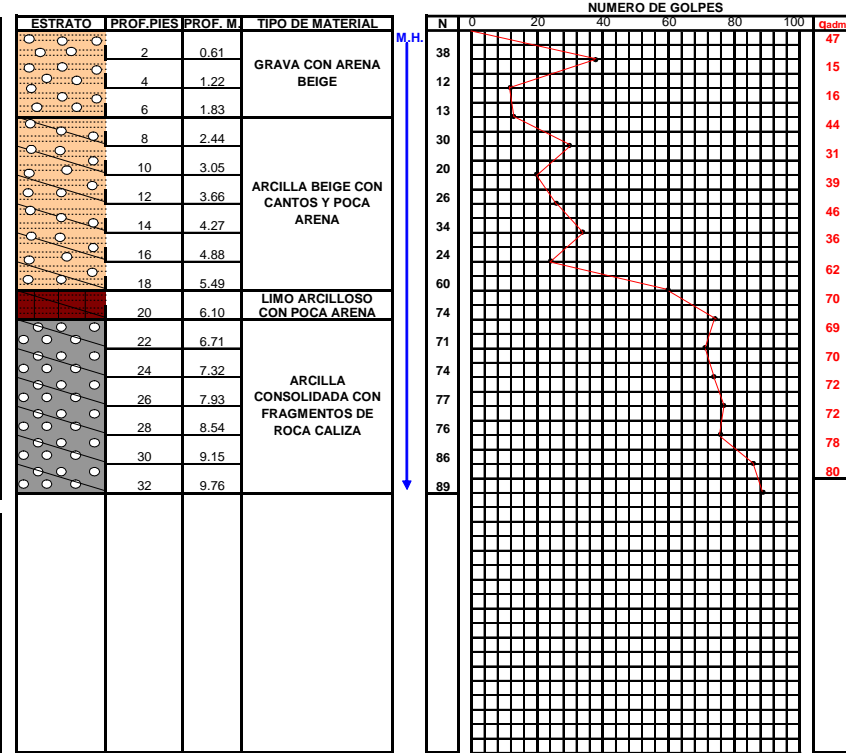 NUMERO DE GOLPES
ESTRATO PROF.PIES PROF. M. TIPO DE MATERIAL N 0 20 40 60 80 100 qadm
M.H. 47
2 0.61 38
GRAVA CON ARENA BEIGE
15
4 1.22 12
16
6 1.83 13
44
8 2.44 30
31
10 3.05 20
ARCILLA BEIGE CON CANTOS Y POCA ARENA
39
12 3.66 26
46
14 4.27 34
36
16 4.88 24
62
18 5.49 60
LIMO ARCILLOSO CON POCA ARENA
70
20 6.10 74
69
22 6.71 71
70
24 7.32 74
ARCILLA CONSOLIDADA CON FRAGMENTOS DE ROCA CALIZA
72
26 7.93 77
72
28 8.54 76
78
30 9.15 86
80
32 9.76 89